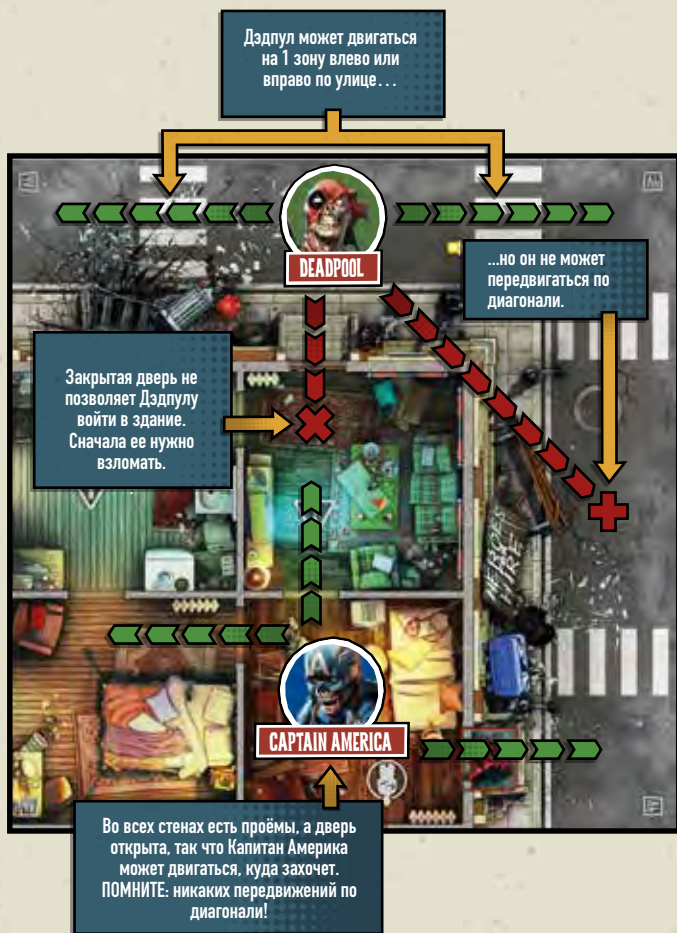 Дэдпул может двигаться
на 1 зону влево или
вправо по улице...
DEADPOOL
...но он не может
передвигаться по
диагонали.
Закрытая дверь не
позволяет Дэдпулу
войти в здание.
Сначала ее нужно
взломать.
CAPTAIN AMERICA
Во всех стенах есть проёмы, а дверь
открыта, так что Капитан Америка
может двигаться, куда захочет.
ПОМНИТЕ: никаких передвижений по
диагонали!